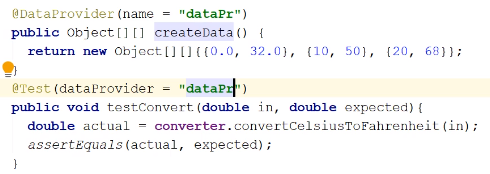 @DataProvider(name = "dataPr")
public Object[][] createData() {
return new Object[][]{{0.0, 32.0}, {10, 50}, {20, 68}};
}
@Test(dataProvider = "dataPr")
public void testConvert(double in, double expected){
double actual = converter.convertCelsiusToFahrenheit(in);
assertEquals(actual, expected);
}